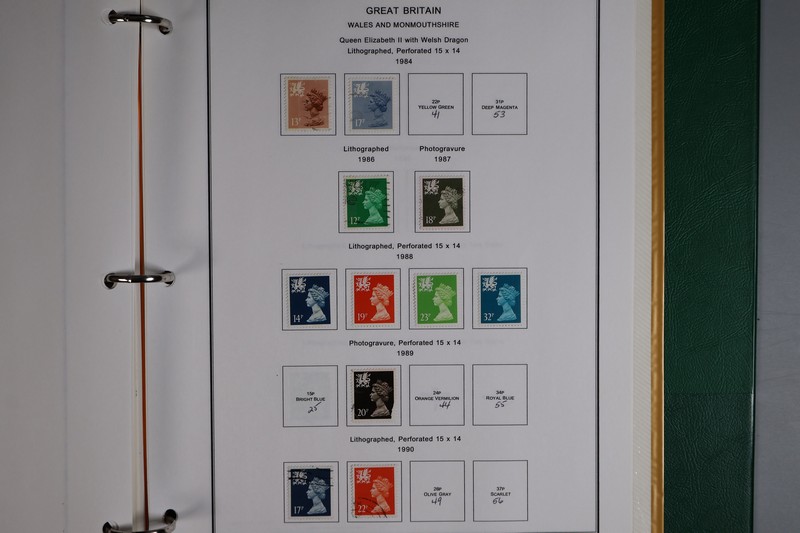 GREAT BRITAIN
WALES AND MONMOUTHSHIRE
Queen Elizabeth II with Welsh Dragon
Lithographed, Perforated 15 x 14
1984
13P 17P
22P
YELLOW GREEN
41
31P
DEEP MAGENTA
53
Lithographed
1986
Photogravure
1987
12P 18P
Lithographed, Perforated 15 x 14
1988
14P 19P 23P 32P
Photogravure, Perforated 15 x 14
1989
15P
BRIGHT BLUE
25
20P
24P
ORANGE VERMILION
44
34P
ROYAL BLUE
55
Lithographed, Perforated 15 x 14
1990
17P 22P
26P
OLIVE GRAY
49
37P
SCARLET
56